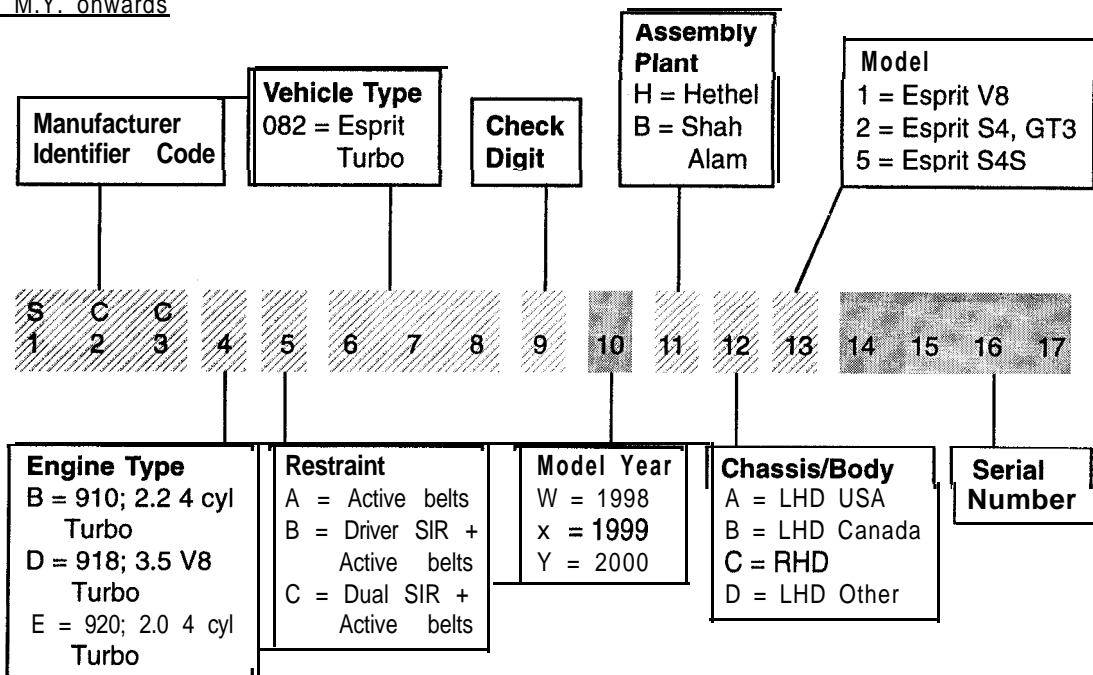 M.Y. onwards
Manufacturer
Identifier Code
Vehicle Type
082 = Esprit
Turbo
Check
Digit
Assembly
Plant
H = Hethel
B = Shah
Alam
Model
1 = Esprit V8
2 = Esprit S4, GT3
5 = Esprit S4S
S C C
1 2 3 4 5 6 7 8 9 10 11 12 13 14 15 16 17
Engine Type
B = 910; 2.2 4 cyl
Turbo
D = 918; 3.5 V8
Turbo
E = 920; 2.0 4 cyl
Turbo
Restraint
A = Active belts
B = Driver SIR +
Active belts
C = Dual SIR +
Active belts
Model Year
W = 1998
x = 1999
Y = 2000
Chassis/Body
A = LHD USA
B = LHD Canada
C = RHD
D = LHD Other
Serial
Number